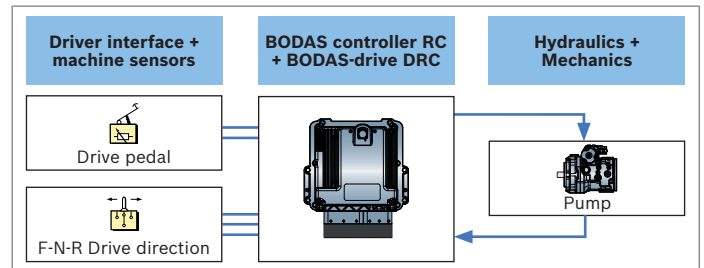 Driver interface +
machine sensors
BODAS controller RC
+ BODAS-drive DRC
Hydraulics +
Mechanics
Drive pedal
F-N-R Drive direction
Pump